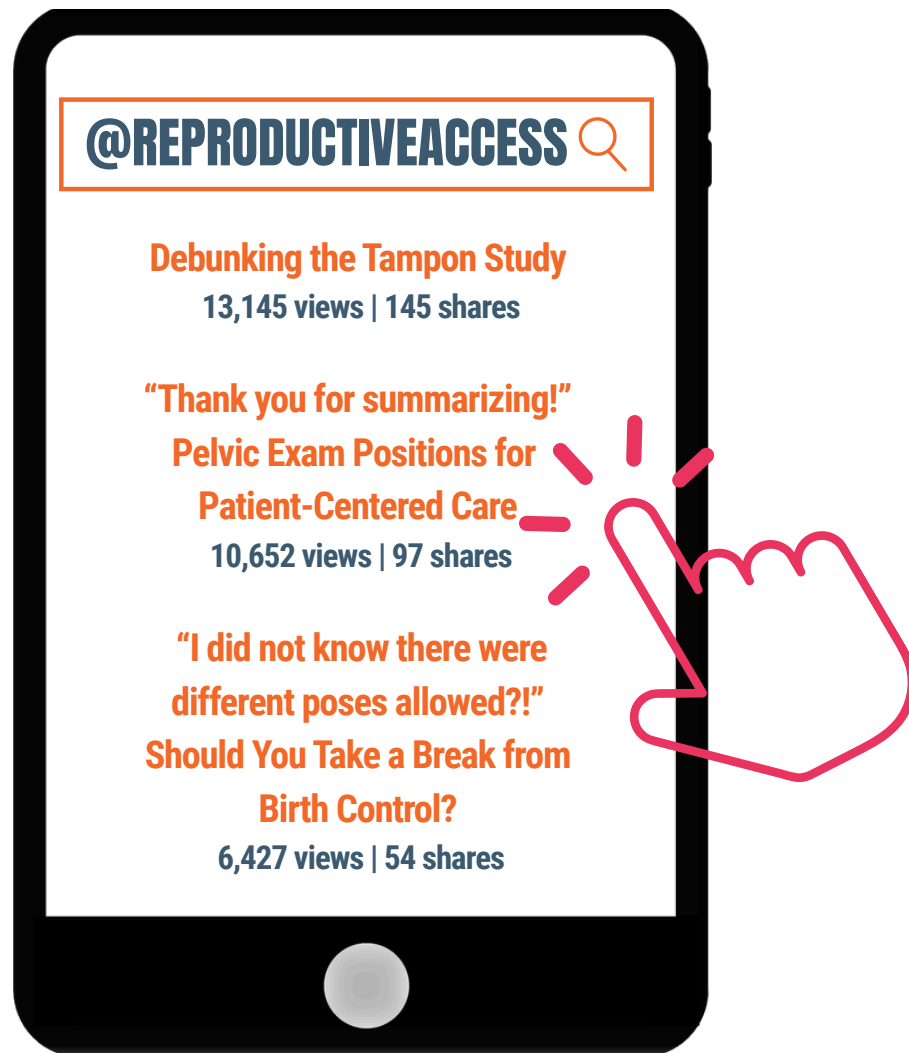 @REPRODUCTIVEACCESS
Debunking the Tampon Study
13,145 views | 145 shares
“Thank you for summarizing!”
Pelvic Exam Positions for
Patient-Centered Care
10,652 views | 97 shares
“I did not know there were
different poses allowed?!”
Should You Take a Break from
Birth Control?
6,427 views | 54 shares